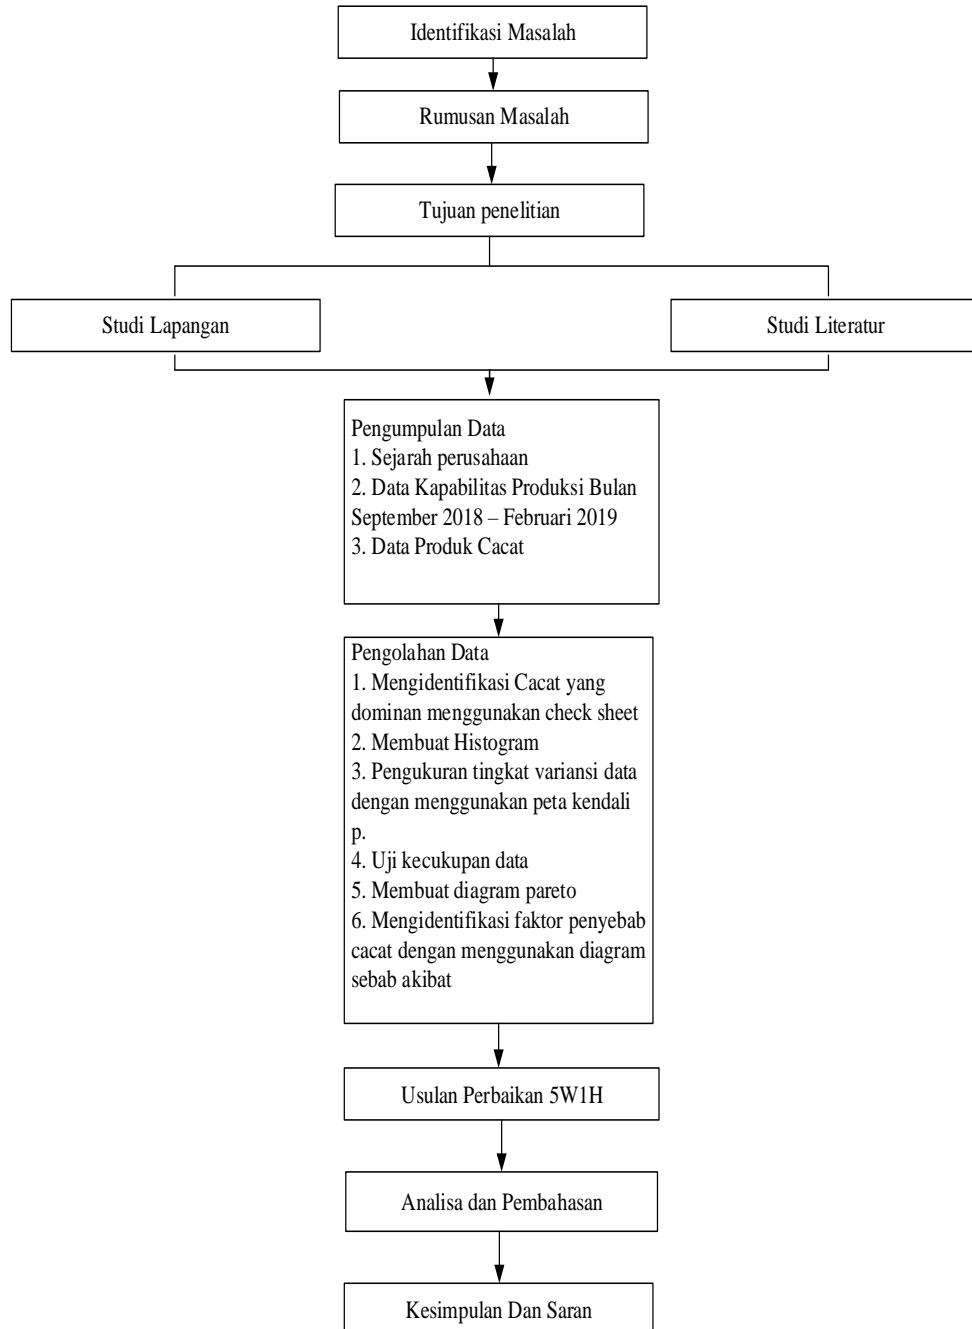 Identifikasi Masalah
Rumusan Masalah
Tujuan penelitian
Studi Lapangan
Studi Literatur
Pengumpulan Data
1. Sejarah perusahaan
2. Data Kapabilitas Produksi Bulan
September 2018 – Februari 2019
3. Data Produk Cacat
Pengolahan Data
1. Mengidentifikasi Cacat yang
dominan menggunakan check sheet
2. Membuat Histogram
3. Pengukuran tingkat variansi data
dengan menggunakan peta kendali
p.
4. Uji kecukupan data
5. Membuat diagram pareto
6. Mengidentifikasi faktor penyebab
cacat dengan menggunakan diagram
sebab akibat
Usulan Perbaikan 5W1H
Analisa dan Pembahasan
Kesimpulan Dan Saran